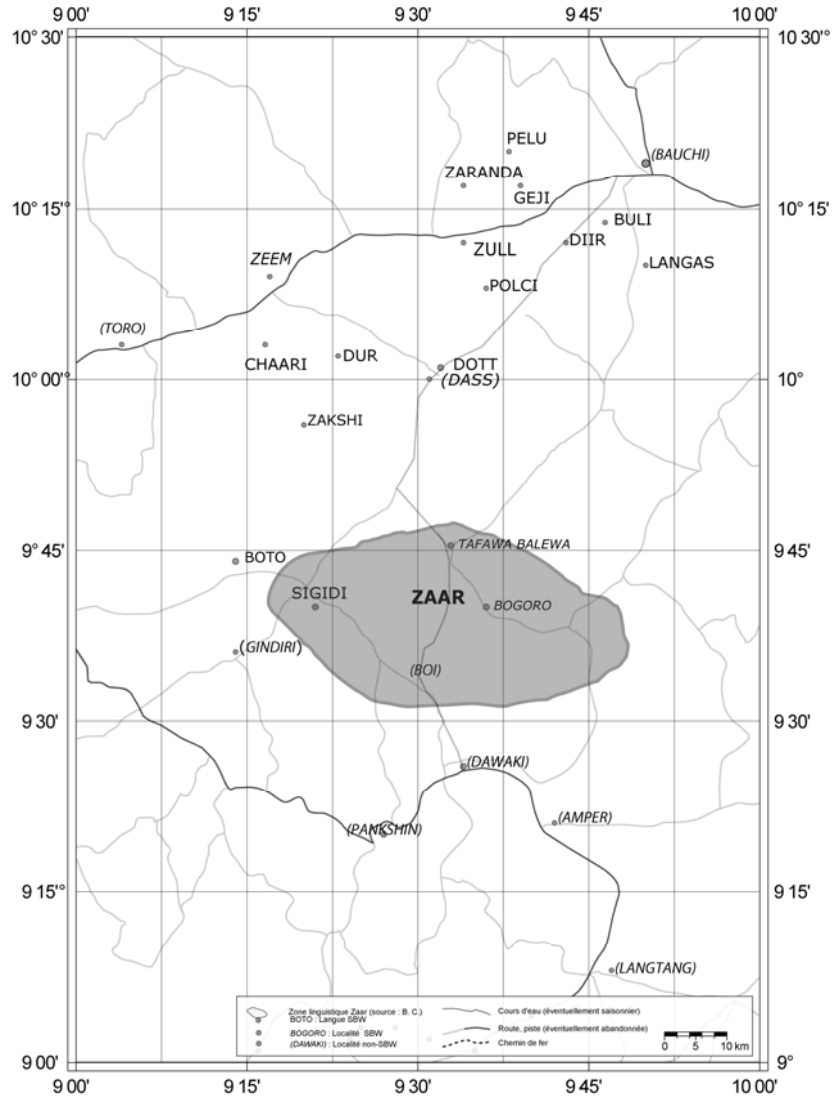 9 00' 9 15' 9 30' 9 45' 10 00'
10° 30' 10 30'°
PELU
(BAUCHI)
ZARANDA
GEJI
10° 15' 10° 15'
BULI
ZULL
DIIR
ZEEM
LANGAS
POLCI
(TORO)
CHAARI
DUR
DOTT
10° 00'° 10°
(DASS)
ZAKSHI
9° 45' 9° 45'
TAFAWA BALEWA
BOTO
SIGIDI
ZAAR
BOGORO
(GINDIRI)
(BOI)
9 30' 9 30'
(DAWAKI)
(AMPER)
(PANKSHIN)
9 15'° 9 15'
(LANGTANG)
Zone linguistique Zaar (source : B. C.)
BOTO : Langue SBW
BOGORO : Localité SBW
(DAWAKI) : Localité non-SBW
Cours d'eau (éventuellement saisonnier)
Route, piste (éventuellement abandonnée)
Chemin de fer
0 5 10 km
9° 00' 9°
9 00' 9 15' 9 30' 9 45' 10 00'